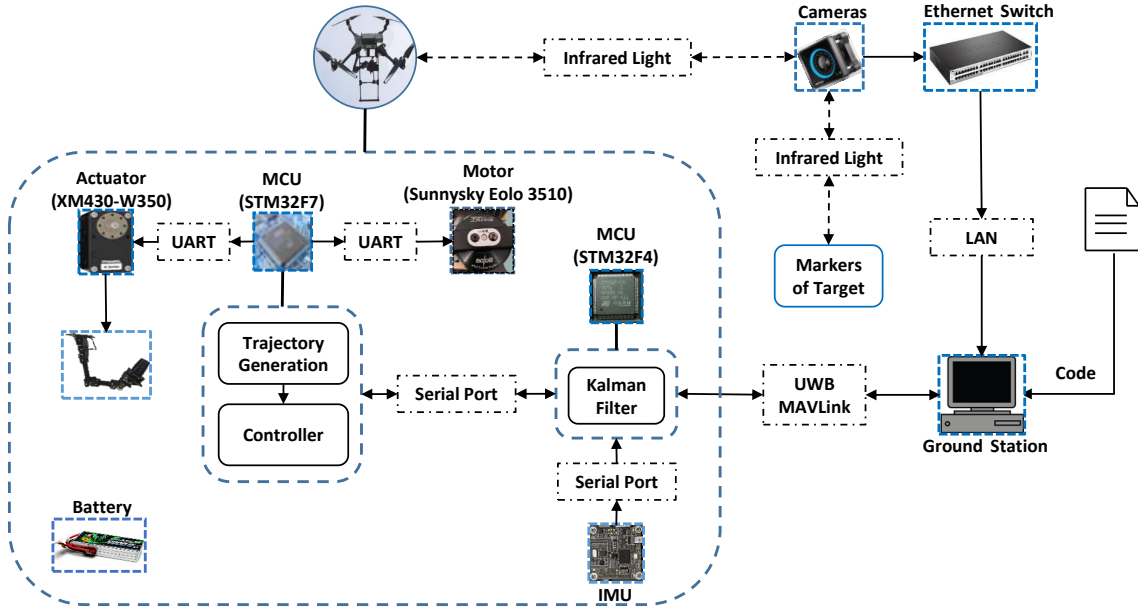 Cameras
Ethernet Switch
Infrared Light
Infrared Light
Actuator
(XM430-W350)
MCU
(STM32F7)
Motor
(Sunnysky Eolo 3510)
MCU
(STM32F4)
UART
UART
LAN
Markers
of Target
Trajectory
Generation
Controller
Serial Port
Kalman
Filter
UWB
MAVLink
Code
Ground Station
Serial Port
Battery
IMU